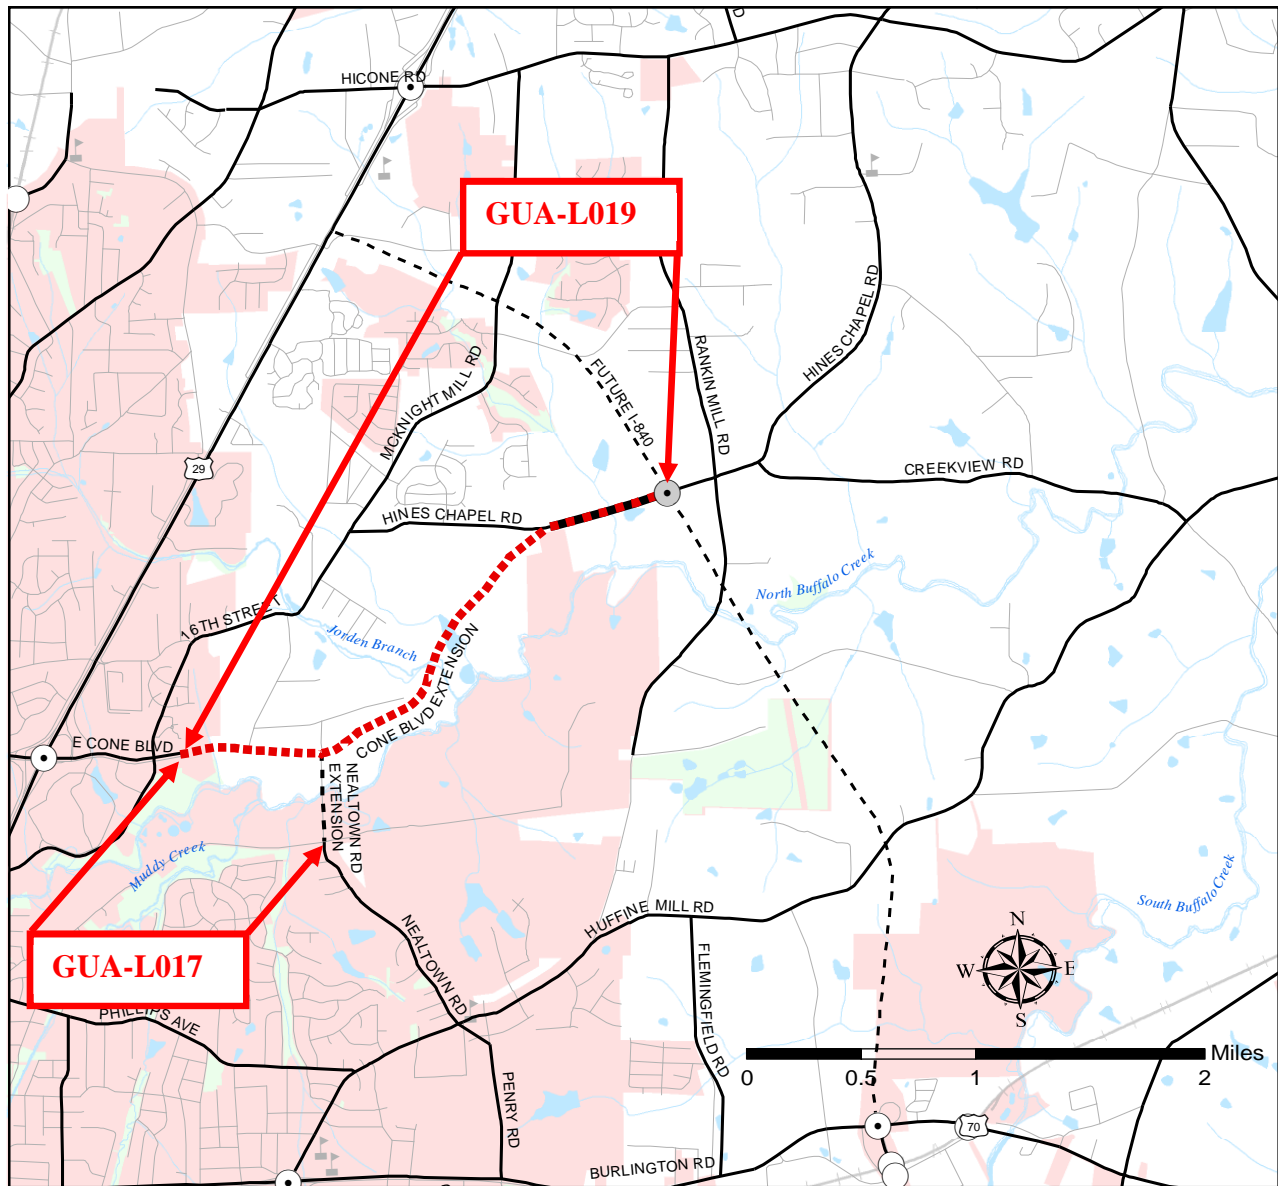 D
HICONE RD
GUA-L019
RANKIN MILL RD
HINES CHAPEL RD
MCKNIGHT MILL RD
FUTURE I-840
29
CREEKVIEW RD
HINES CHAPEL RD
North Buffalo Creek
16TH STREET
Jorden Branch
CONE BLVD EXTENSION
E CONE BLVD
NEALTOWN RD
EXTENSION
Muddy Creek
South Buffalo Creek
HUFFINE MILL RD
NEALTOWN RD
FLEMINGFIELD RD
N
W E
S
GUA-L017
PHILLIPS AVE
Miles
0 0.5 1 2
PENRY RD
70
BURLINGTON RD